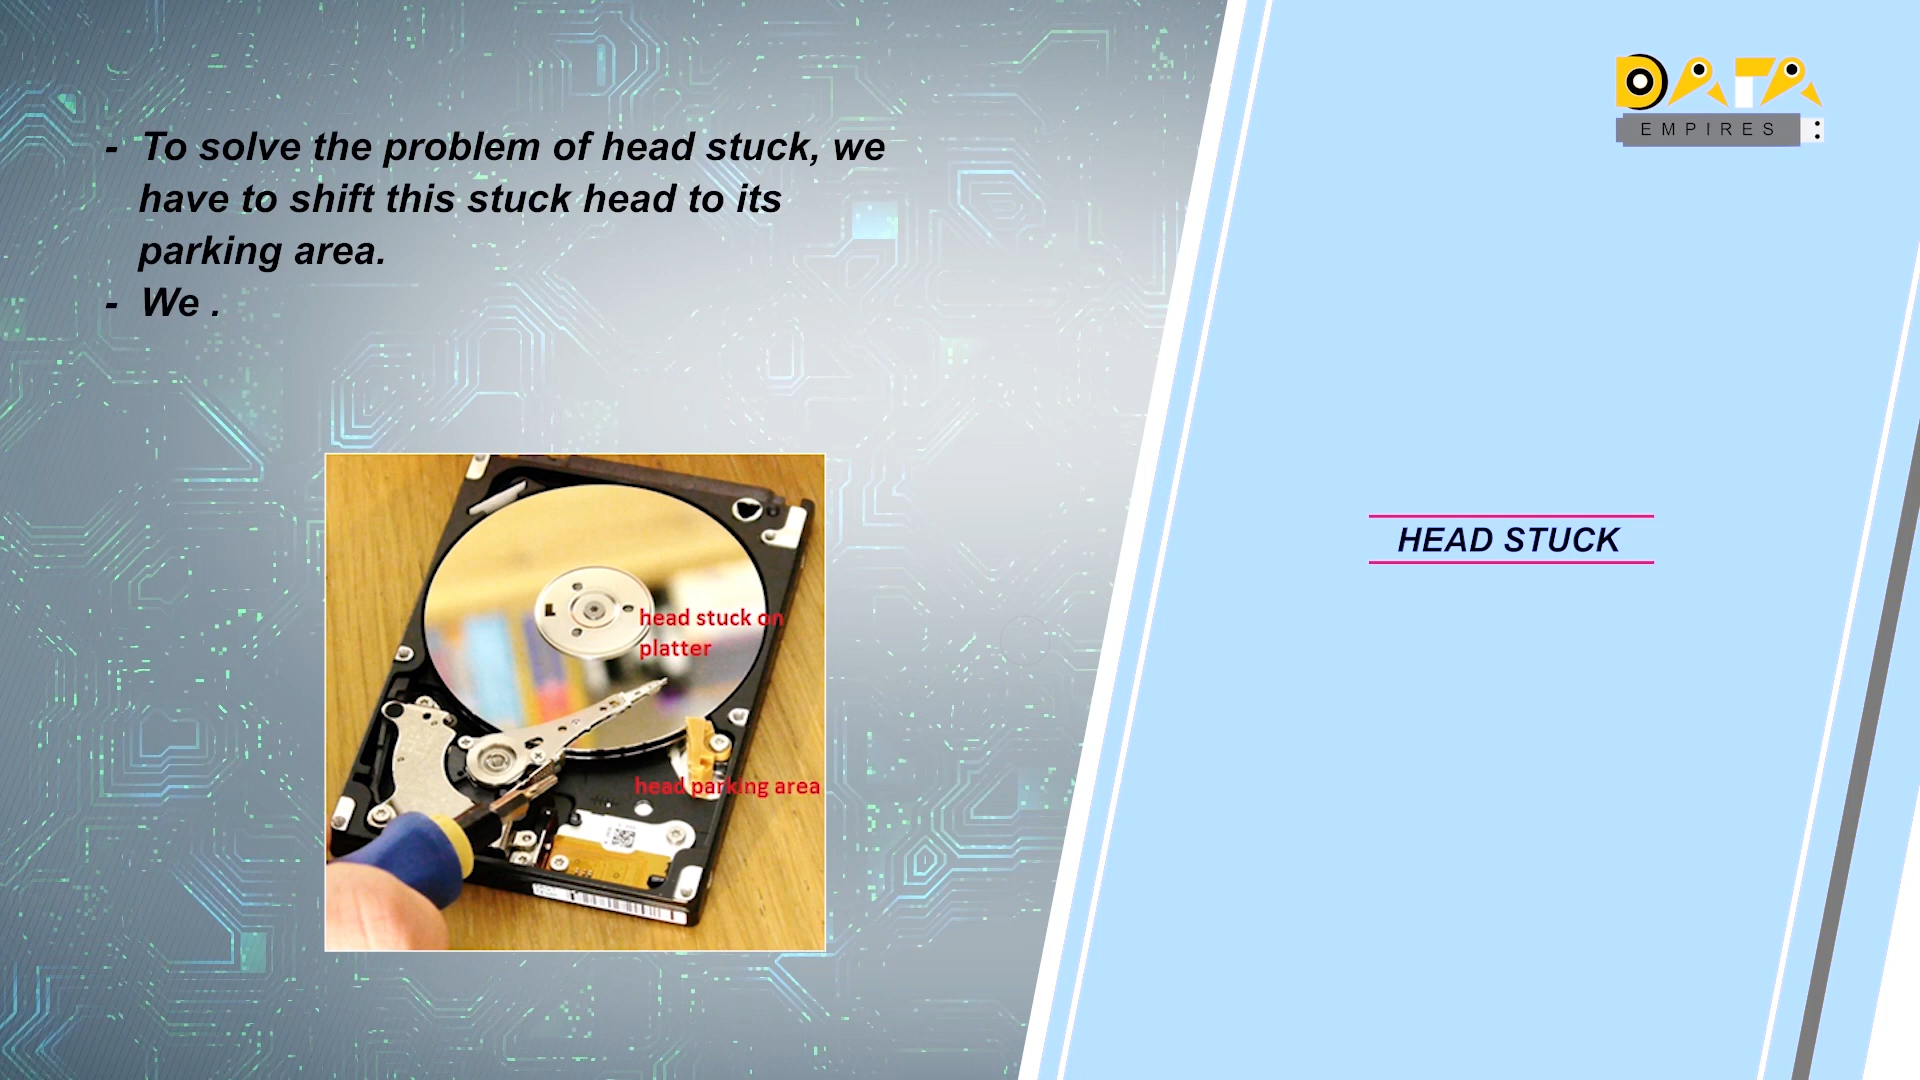 - To solve the problem of head stuck, we
have to shift this stuck head to its
parking area.
- We .
DATA
EMPIRES
HEAD STUCK
head stuck on
platter
head parking area